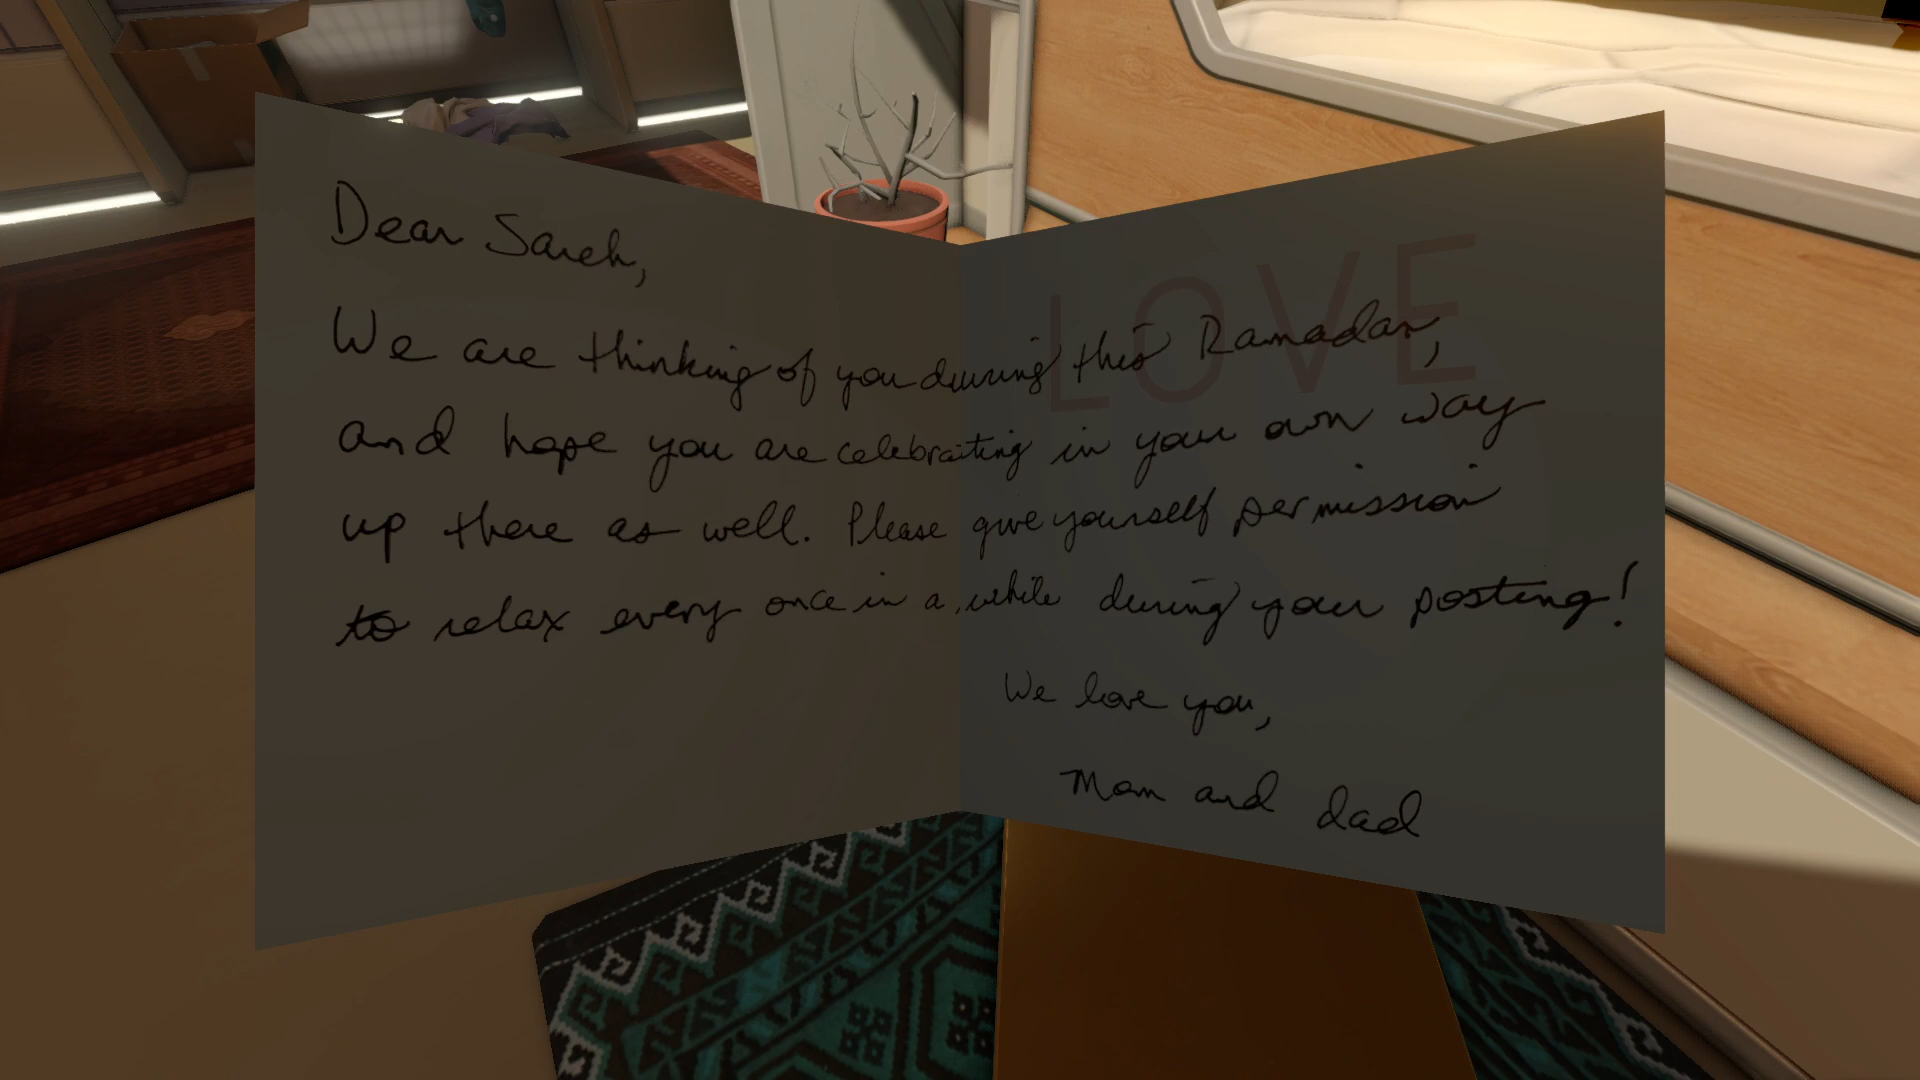 Dear Sareh,
LOVE
We are thinking of you during this Ramadan,
and hope you are celebrating in your own way
up there as well. Please give yourself permission
to relax every once in a while during your posting!
We love you,
Mom and dad